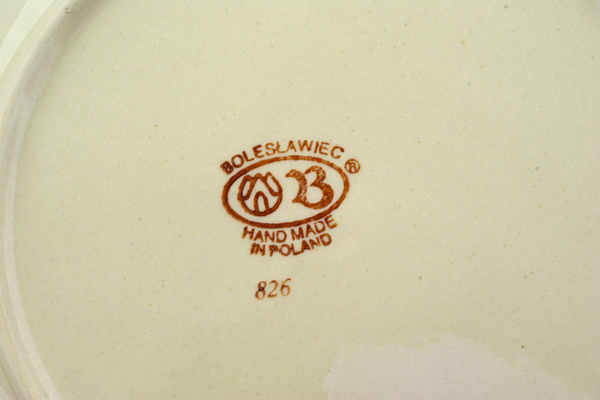 BOLESŁAWIEC ®
B
HAND MADE
IN POLAND
826